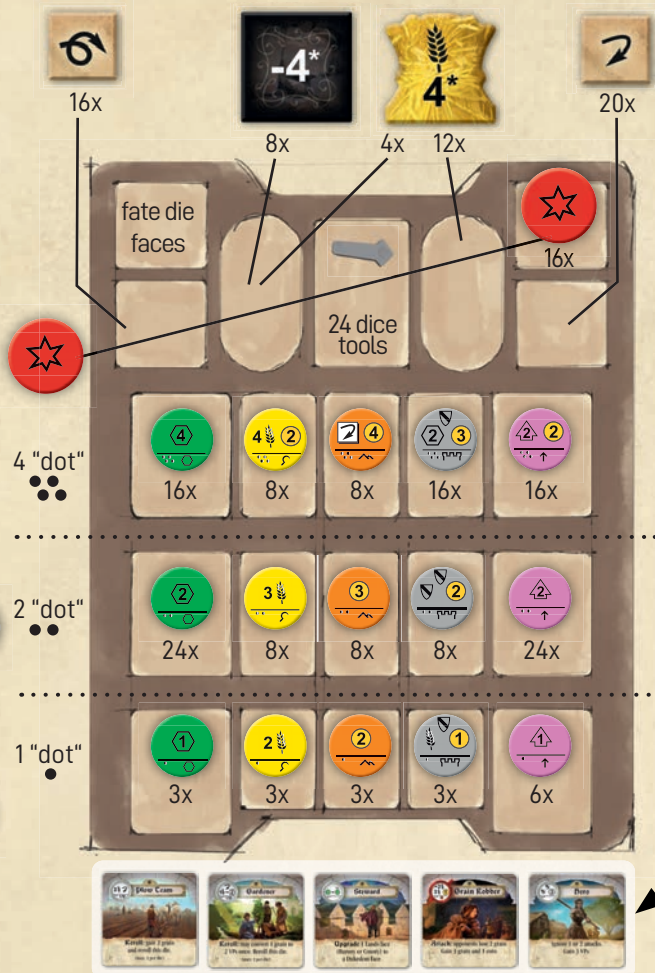 -4*
4*
16x
20x
8x
4x
12x
fate die
faces
16x
24 dice
tools
4 "dot"
4
4 2
4
2 3
2 2
16x
8x
8x
16x
16x
2 "dot"
2
3
3
2
2
24x
8x
8x
8x
24x
1 "dot"
1
2
2
1
1
3x
3x
3x
3x
6x
Plow Team
Gardener
Steward
Grain Robber
Hero